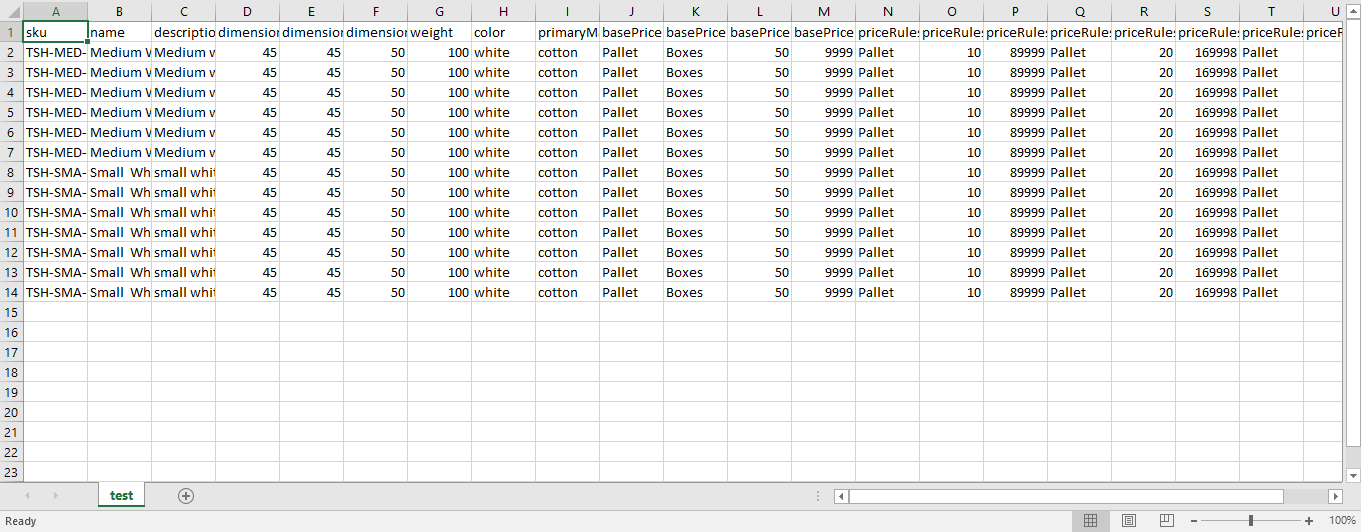 A B C D E F G H I J K L M N O P Q R S T U
1 sku name descriptio dimension dimension dimension weight color primaryMa basePrice basePrice basePrice basePrice priceRules priceRules priceRules priceRules priceRules priceRules priceRules priceR
2 TSH-MED- Medium W Medium w 45 45 50 100 white cotton Pallet Boxes 50 9999 Pallet 10 89999 Pallet 20 169998 Pallet
3 TSH-MED- Medium W Medium w 45 45 50 100 white cotton Pallet Boxes 50 9999 Pallet 10 89999 Pallet 20 169998 Pallet
4 TSH-MED- Medium W Medium w 45 45 50 100 white cotton Pallet Boxes 50 9999 Pallet 10 89999 Pallet 20 169998 Pallet
5 TSH-MED- Medium W Medium w 45 45 50 100 white cotton Pallet Boxes 50 9999 Pallet 10 89999 Pallet 20 169998 Pallet
6 TSH-MED- Medium W Medium w 45 45 50 100 white cotton Pallet Boxes 50 9999 Pallet 10 89999 Pallet 20 169998 Pallet
7 TSH-MED- Medium W Medium w 45 45 50 100 white cotton Pallet Boxes 50 9999 Pallet 10 89999 Pallet 20 169998 Pallet
8 TSH-SMA- Small Wh small whit 45 45 50 100 white cotton Pallet Boxes 50 9999 Pallet 10 89999 Pallet 20 169998 Pallet
9 TSH-SMA- Small Wh small whit 45 45 50 100 white cotton Pallet Boxes 50 9999 Pallet 10 89999 Pallet 20 169998 Pallet
10 TSH-SMA- Small Wh small whit 45 45 50 100 white cotton Pallet Boxes 50 9999 Pallet 10 89999 Pallet 20 169998 Pallet
11 TSH-SMA- Small Wh small whit 45 45 50 100 white cotton Pallet Boxes 50 9999 Pallet 10 89999 Pallet 20 169998 Pallet
12 TSH-SMA- Small Wh small whit 45 45 50 100 white cotton Pallet Boxes 50 9999 Pallet 10 89999 Pallet 20 169998 Pallet
13 TSH-SMA- Small Wh small whit 45 45 50 100 white cotton Pallet Boxes 50 9999 Pallet 10 89999 Pallet 20 169998 Pallet
14 TSH-SMA- Small Wh small whit 45 45 50 100 white cotton Pallet Boxes 50 9999 Pallet 10 89999 Pallet 20 169998 Pallet
15
16
17
18
19
20
21
22
23
test
Ready 100%